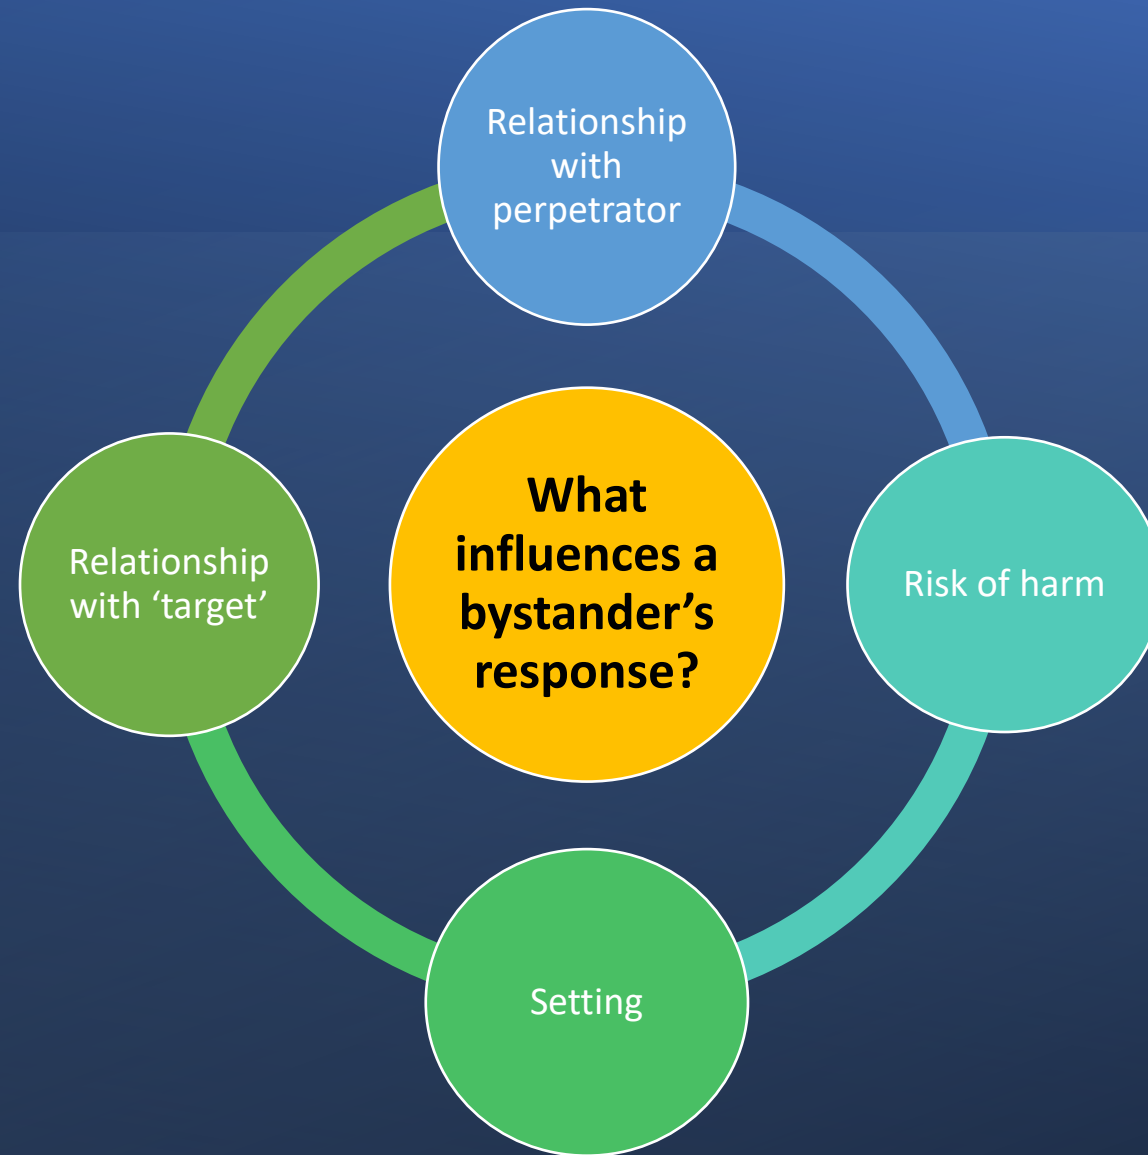 Relationship
with
perpetrator
What
influences a
bystander’s
response?
Relationship
with ‘target’
Risk of harm
Setting